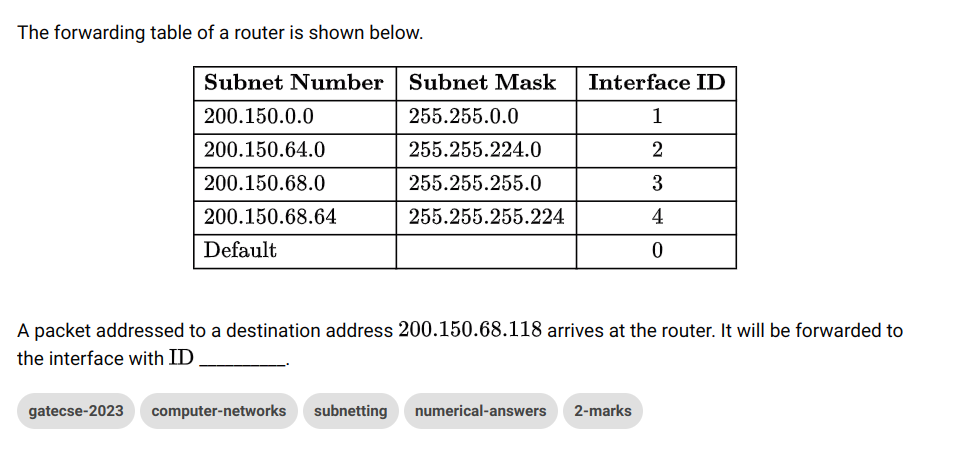 The forwarding table of a router is shown below.
Subnet Number Subnet Mask Interface ID
200.150.0.0 255.255.0.0 1
200.150.64.0 255.255.224.0 2
200.150.68.0 255.255.255.0 3
200.150.68.64 255.255.255.224 4
Default 0
A packet addressed to a destination address 200.150.68.118 arrives at the router. It will be forwarded to
the interface with ID __________.
gatecse-2023 computer-networks subnetting numerical-answers 2-marks